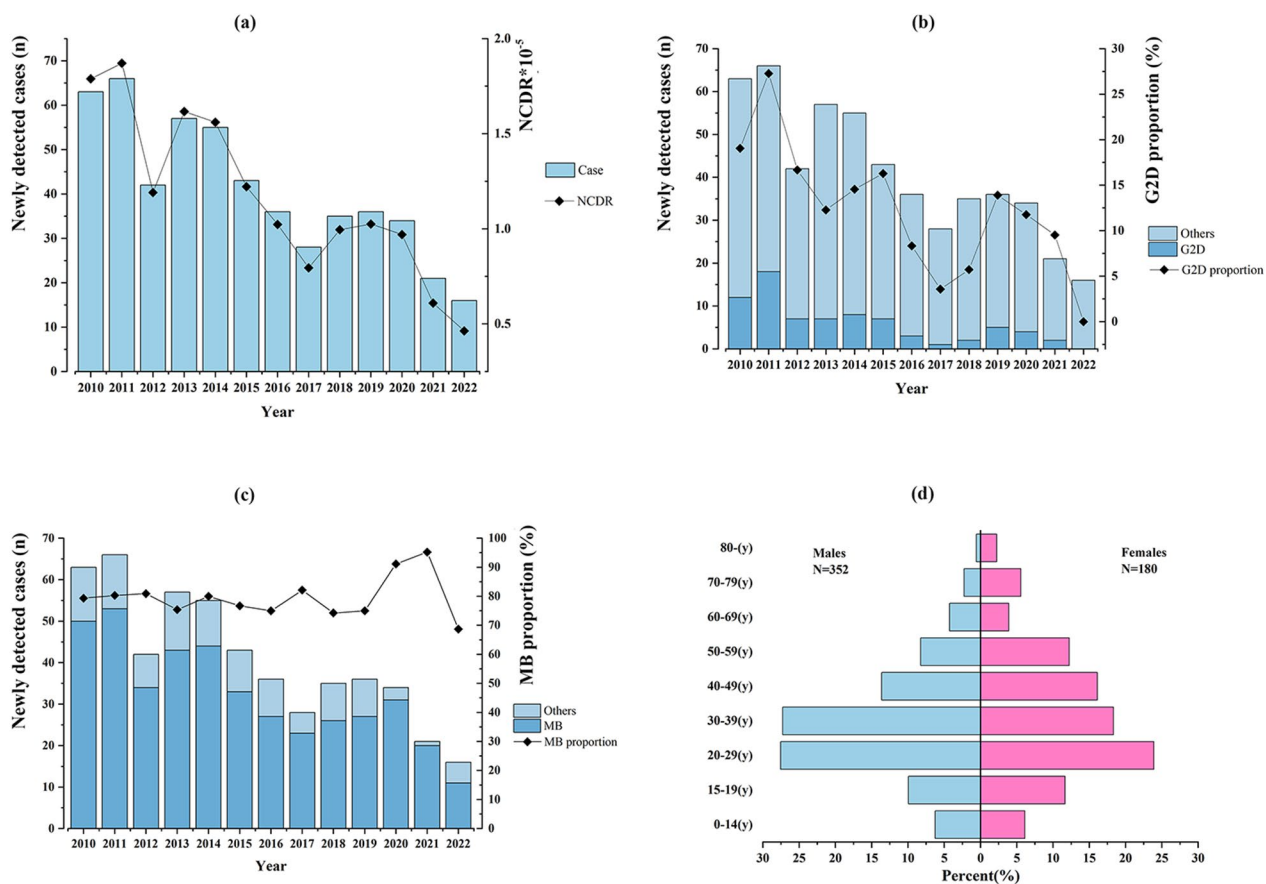 (a)
Newly detected cases (n)
70
60
50
40
30
20
10
0
2.0
1.5
1.0
0.5
NCDR*10-5
Case
NCDR
2010 2011 2012 2013 2014 2015 2016 2017 2018 2019 2020 2021 2022
Year
(b)
Newly detected cases (n)
70
60
50
40
30
20
10
0
30
25
20
15
10
5
0
G2D proportion (%)
Others
G2D
G2D proportion
2010 2011 2012 2013 2014 2015 2016 2017 2018 2019 2020 2021 2022
Year
(c)
Newly detected cases (n)
70
60
50
40
30
20
10
0
100
90
80
70
60
50
40
30
20
10
0
MB proportion (%)
Others
MB
MB proportion
2010 2011 2012 2013 2014 2015 2016 2017 2018 2019 2020 2021 2022
Year
(d)
Males
N=352
Females
N=180
80-(y)
70-79(y)
60-69(y)
50-59(y)
40-49(y)
30-39(y)
20-29(y)
15-19(y)
0-14(y)
30 25 20 15 10 5 0 5 10 15 20 25 30
Percent(%)